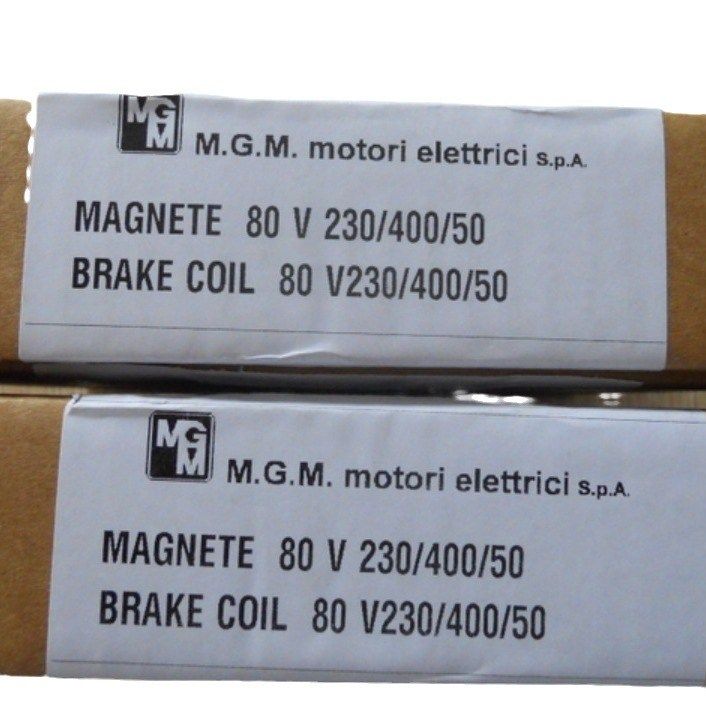 MGM
M.G.M. motori elettrici S.p.A.
MAGNETE 80 V 230/400/50
BRAKE COIL 80 V230/400/50
MGM
M.G.M. motori elettrici S.p.A.
MAGNETE 80 V 230/400/50
BRAKE COIL 80 V230/400/50